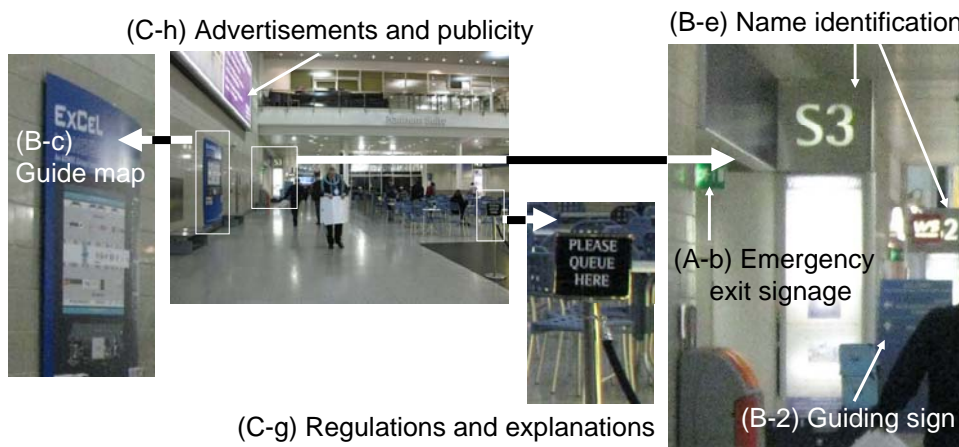 (C-h) Advertisements and publicity
(B-e) Name identification
ExCeL
(B-c)
Guide map
S3
PLEASE
QUEUE
HERE
(A-b) Emergency
exit signage
(C-g) Regulations and explanations
(B-2) Guiding sign